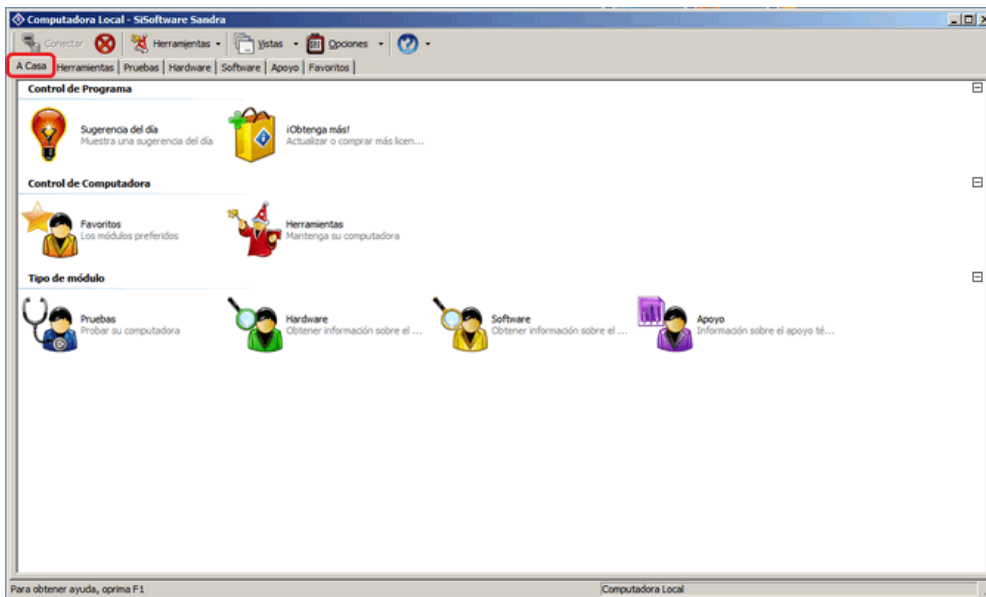 Computadora Local - SiSoftware Sandra
Conectar Herramientas Vistas Opciones
A Casa Herramientas Pruebas Hardware Software Apoyo Favoritos
Control de Programa
Sugerencia del día
Muestra una sugerencia del día
¡Obtenga más!
Actualizar o comprar más licen...
Control de Computadora
Favoritos
Los módulos preferidos
Herramientas
Mantenga su computadora
Tipo de módulo
Pruebas
Probar su computadora
Hardware
Obtener información sobre el ...
Software
Obtener información sobre el ...
Apoyo
Información sobre el apoyo té...
Para obtener ayuda, oprima F1
Computadora Local